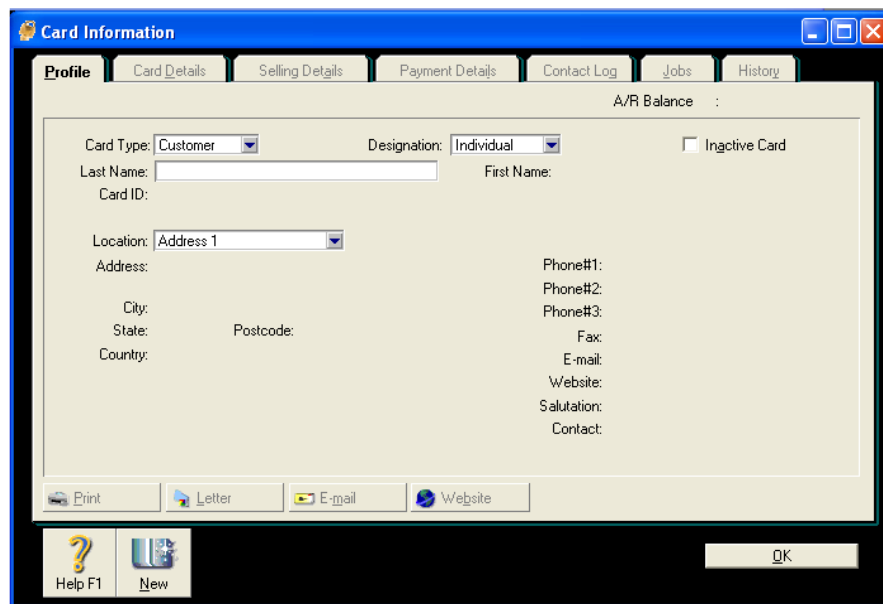 Card Information
Profile Card Details Selling Details Payment Details Contact Log Jobs History
A/R Balance :
Card Type: Customer Designation: Individual Inactive Card
Last Name: First Name:
Card ID:
Location: Address 1
Address: Phone#1:
Phone#2:
City: Phone#3:
State: Postcode: Fax:
Country: E-mail:
Website:
Salutation:
Contact:
Print Letter E-mail Website
Help F1 New OK